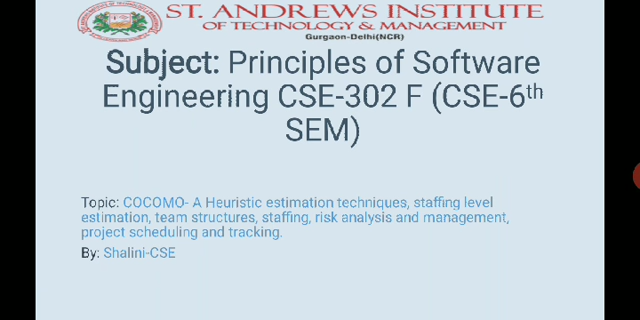 ST. ANDREWS INSTITUTE
OF TECHNOLOGY & MANAGEMENT
Gurgaon-Delhi(NCR)
Subject: Principles of Software
Engineering CSE-302 F (CSE-6th
SEM)
Topic: COCOMO- A Heuristic estimation techniques, staffing level
estimation, team structures, staffing, risk analysis and management,
project scheduling and tracking.
By: Shalini-CSE